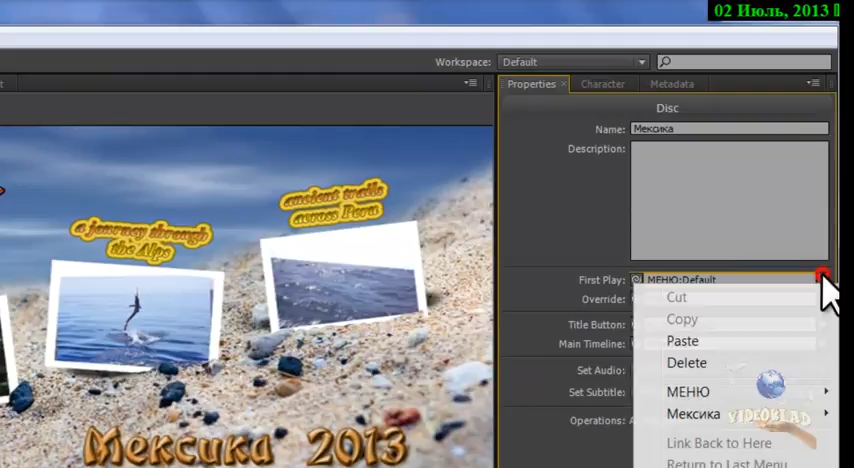 02 Июль, 2013
Workspace: Default
Properties Character Metadata
Disc
Name: Мексика
Description:
First Play: МЕНЮ:Default
Override:
Title Button:
Main Timeline:
Set Audio:
Set Subtitle:
Operations:
Cut
Copy
Paste
Delete
МЕНЮ
Мексика
Link Back to Here
Return to Last Menu
VIDEOKLAD
a journey through
the Alps
ancient trails
across Peru
Мексика 2013